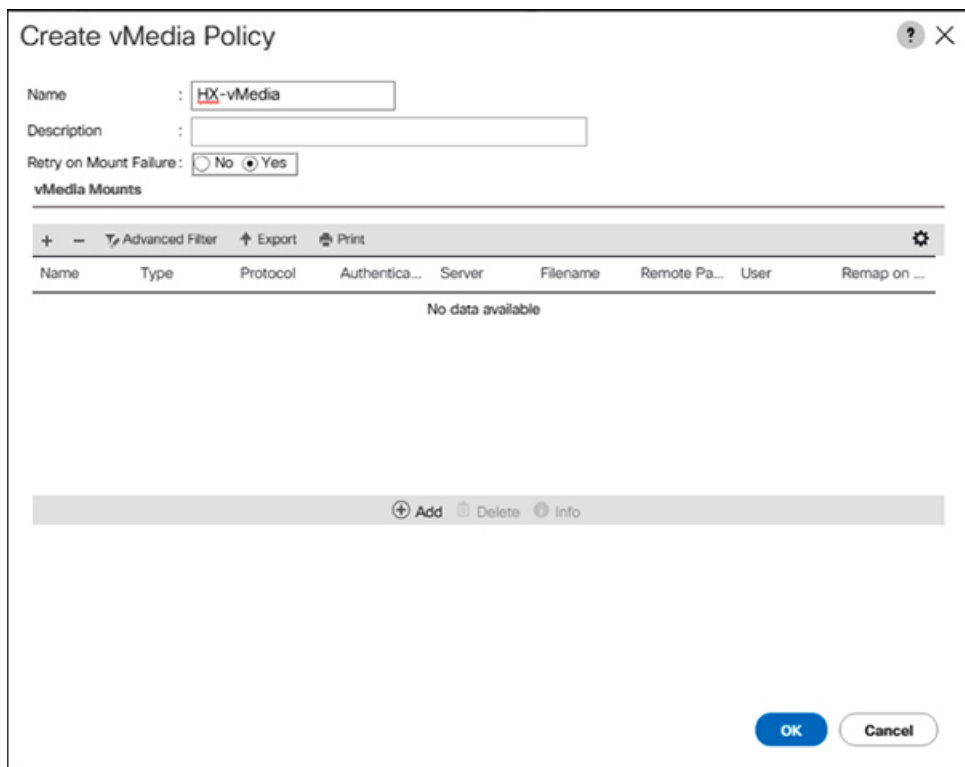 Create vMedia Policy
?
Name : HX-vMedia
Description :
Retry on Mount Failure : No Yes
vMedia Mounts
+ − Advanced Filter Export Print
Name Type Protocol Authentica... Server Filename Remote Pa... User Remap on ...
No data available
Add Delete Info
OK Cancel